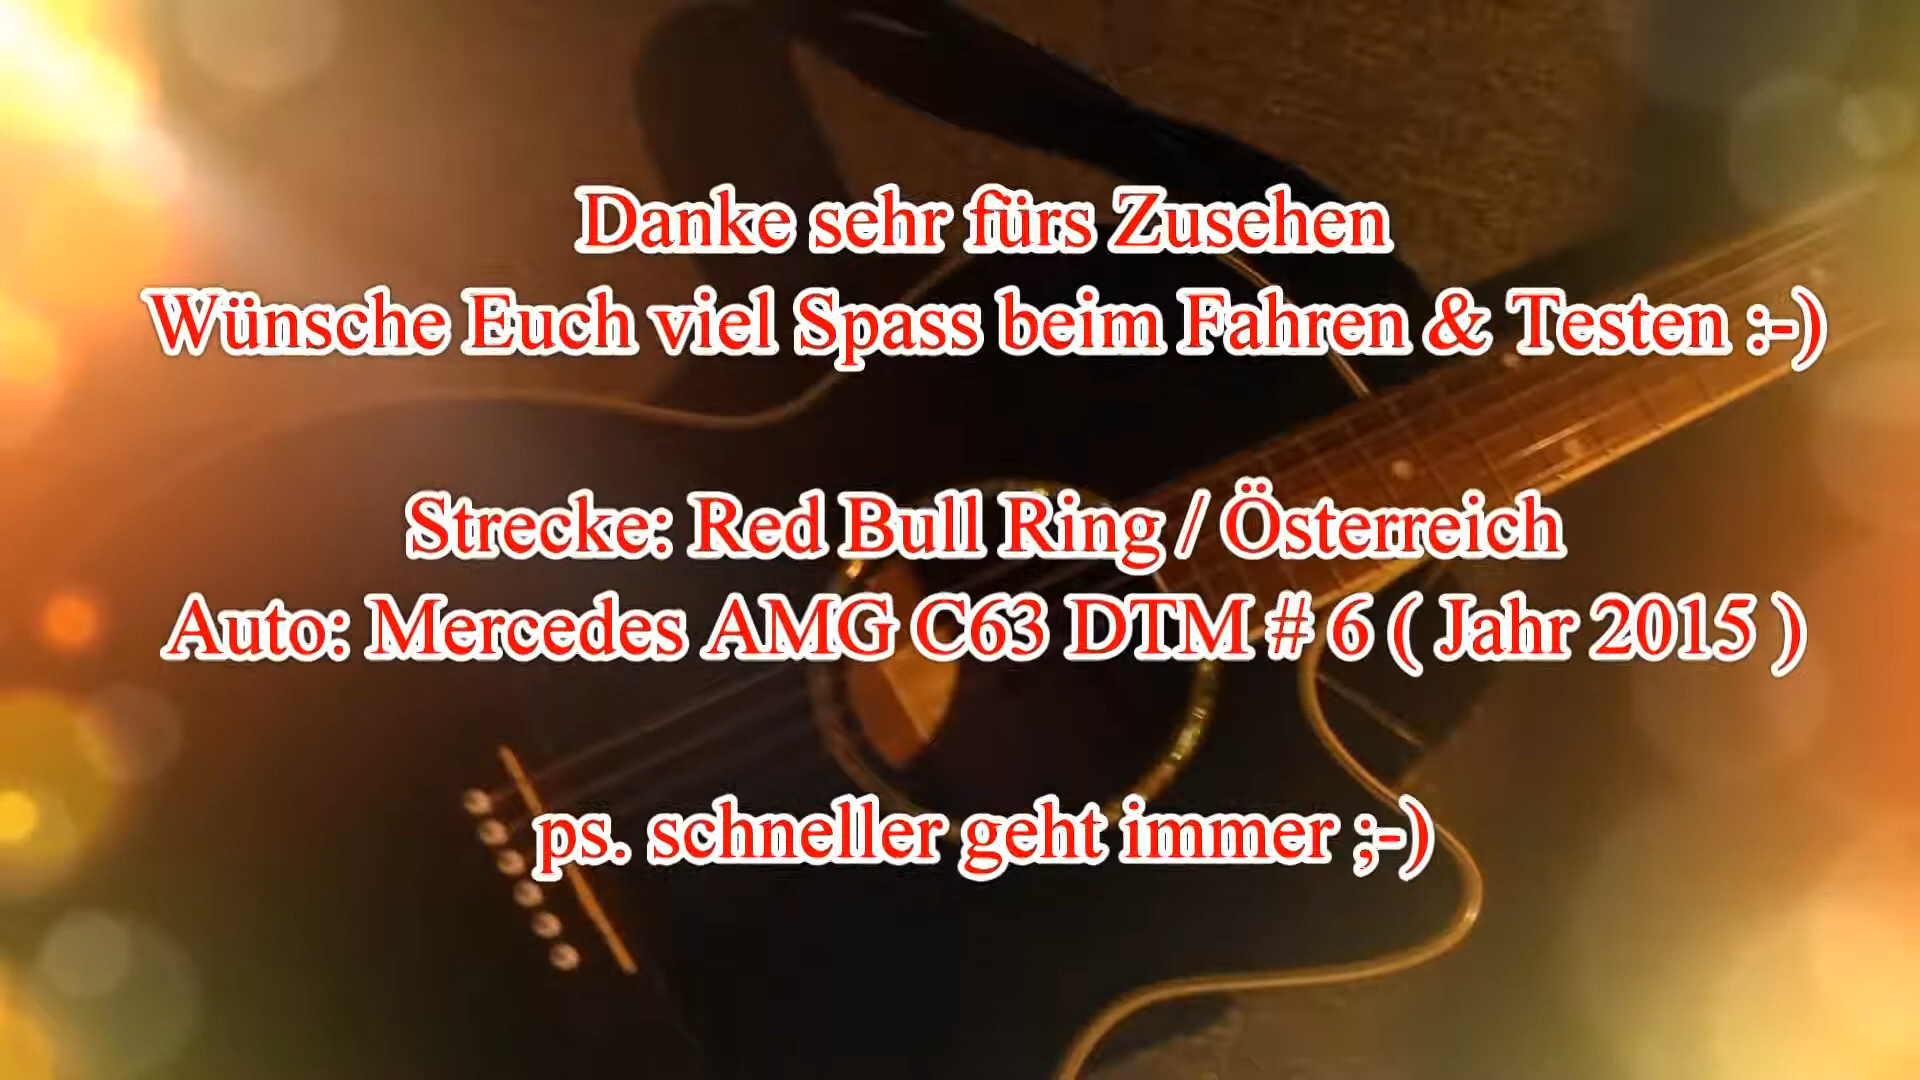 Danke sehr fürs Zusehen
Wünsche Euch viel Spass beim Fahren & Testen :-)
Strecke: Red Bull Ring / Österreich
Auto: Mercedes AMG C63 DTM # 6 ( Jahr 2015 )
ps. schneller geht immer ;-)